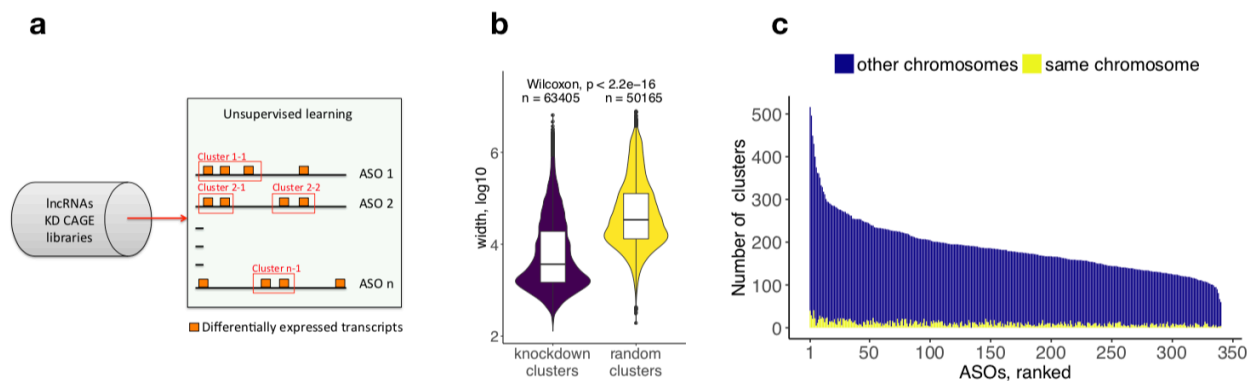 a
lncRNAs
KD CAGE
libraries
Unsupervised learning
Cluster 1-1
ASO 1
Cluster 2-1
Cluster 2-2
ASO 2
Cluster n-1
ASO n
Differentially expressed transcripts
b
Wilcoxon, p < 2.2e−16
n = 63405
n = 50165
width, log10
6
4
2
knockdown
clusters
random
clusters
c
other chromosomes
same chromosome
Number of clusters
500
400
300
200
100
0
1
50
100
150
200
250
300
350
ASOs, ranked